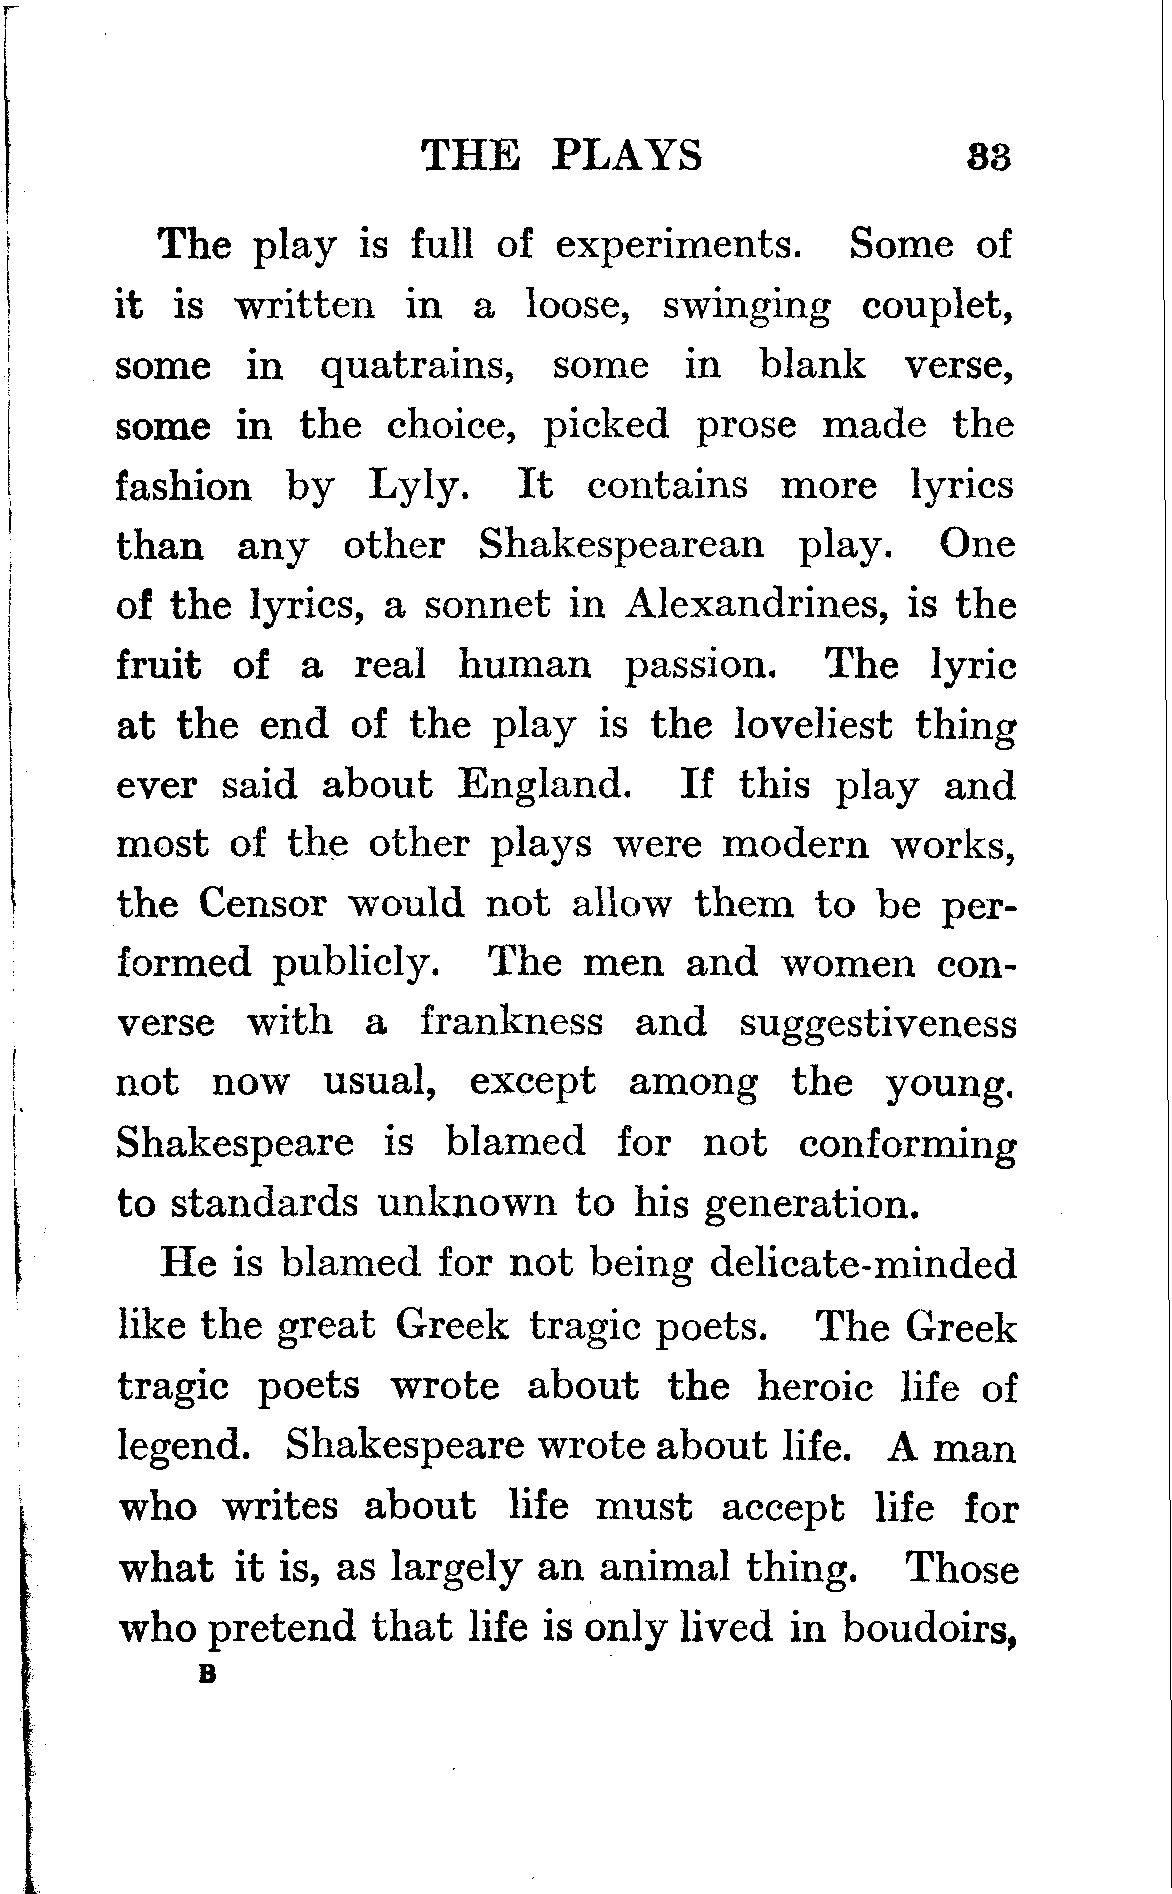 THE PLAYS 33
The play is full of experiments. Some of
it is written in a loose, swinging couplet,
some in quatrains, some in blank verse,
some in the choice, picked prose made the
fashion by Lyly. It contains more lyrics
than any other Shakespearean play. One
of the lyrics, a sonnet in Alexandrines, is the
fruit of a real human passion. The lyric
at the end of the play is the loveliest thing
ever said about England. If this play and
most of the other plays were modern works,
the Censor would not allow them to be per-
formed publicly. The men and women con-
verse with a frankness and suggestiveness
not now usual, except among the young.
Shakespeare is blamed for not conforming
to standards unknown to his generation.
He is blamed for not being delicate-minded
like the great Greek tragic poets. The Greek
tragic poets wrote about the heroic life of
legend. Shakespeare wrote about life. A man
who writes about life must accept life for
what it is, as largely an animal thing. Those
who pretend that life is only lived in boudoirs,
B